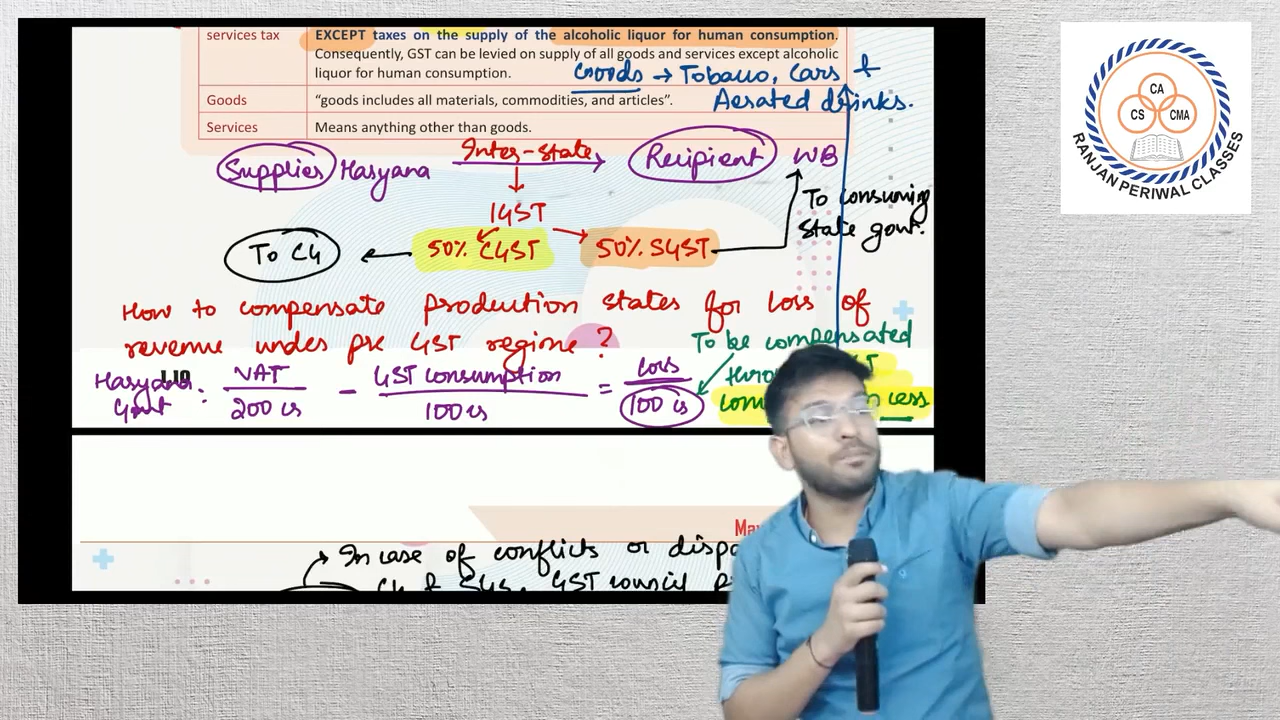 services tax
EXCEPT taxes on the supply of the alcoholic liquor for human consumption.
Consequently, GST can be levied on supply of all goods and services except alcoholic
liquor for human consumption.
Goods → Tobacco, Cars &
Aerated drinks.
Goods
"goods includes all materials, commodities, and articles".
Services
Means anything other than goods.
Supplier Haryana Inter-state Recipient WB
IGST
To consuming
State govt.
To CG ← 50% CGST 50% SGST
How to compensate production states for loss of
revenue under pre GST regime ?
To be compensated
Haryana Govt : VAT - GST consumption = Loss
200 cr 100 cr 100 cr
cess
In case of conflicts or
CG & SGs, GST council
CA
CS
CMA
RANJAN PERIWAL CLASSES